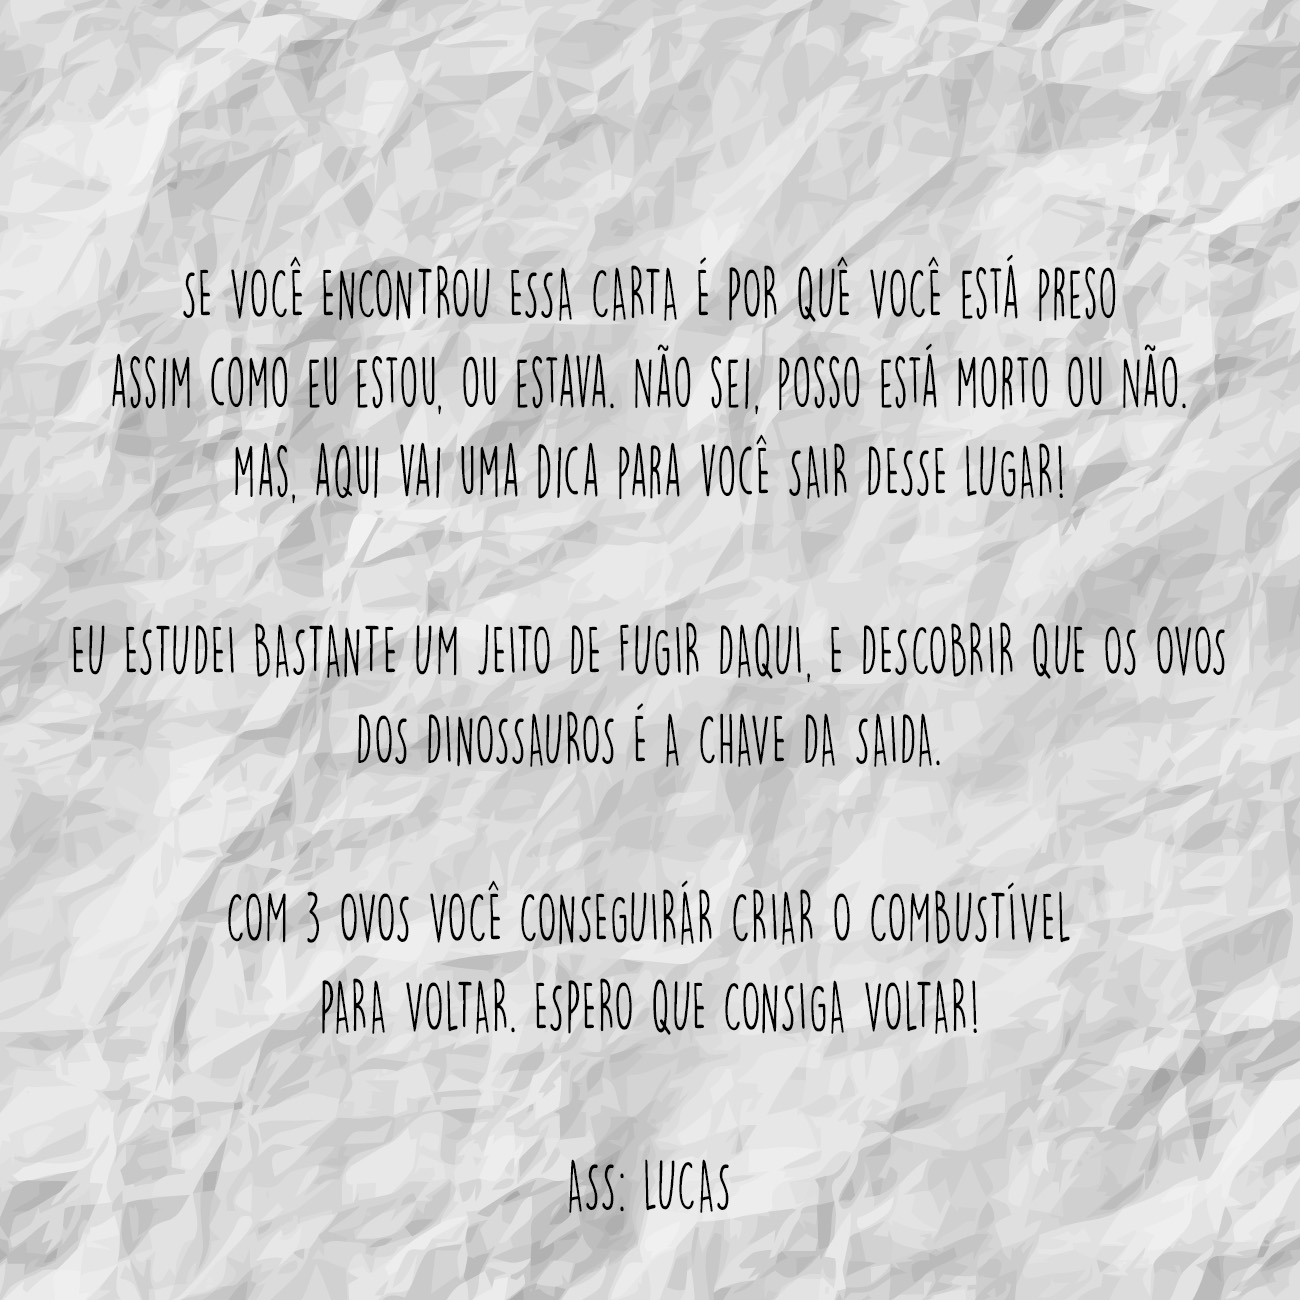 SE VOCÊ ENCONTROU ESSA CARTA É POR QUÊ VOCÊ ESTÁ PRESO
ASSIM COMO EU ESTOU, OU ESTAVA. NÃO SEI, POSSO ESTÁ MORTO OU NÃO.
MAS, AQUI VAI UMA DICA PARA VOCÊ SAIR DESSE LUGAR!
EU ESTUDEI BASTANTE UM JEITO DE FUGIR DAQUI, E DESCOBRIR QUE OS OVOS
DOS DINOSSAUROS É A CHAVE DA SAIDA.
COM 3 OVOS VOCÊ CONSEGUIRÁR CRIAR O COMBUSTÍVEL
PARA VOLTAR. ESPERO QUE CONSIGA VOLTAR!
ASS: LUCAS